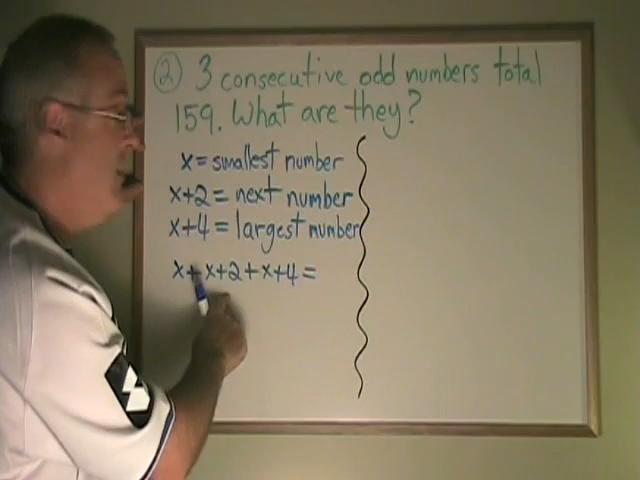 ② 3 consecutive odd numbers total
159. What are they?
x = smallest number
x+2 = next number
x+4 = largest number
x+x+2+x+4=